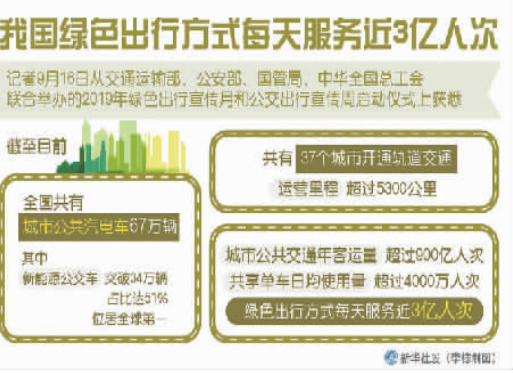 我国绿色出行方式每天服务近3亿人次
记者9月16日从交通运输部、公安部、国管局、中华全国总工会
联合举办的2019年绿色出行宣传月和公交出行宣传周启动仪式上获悉
截至目前
全国共有
城市公共汽电车67万辆
其中
新能源公交车 突破34万辆
占比达51%
位居全球第一
共有 37个城市开通轨道交通
运营里程 超过5300公里
城市公共交通年客运量 超过900亿人次
共享单车日均使用量 超过4000万人次
绿色出行方式每天服务近3亿人次
新华社发